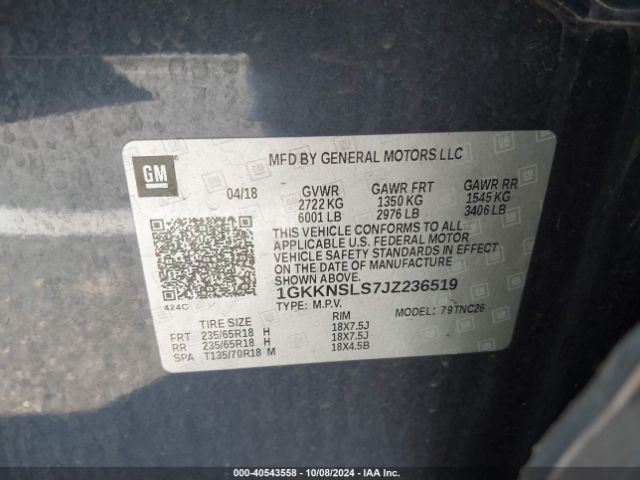 GM
MFD BY GENERAL MOTORS LLC
04/18 GVWR GAWR FRT GAWR RR
2722 KG 1350 KG 1545 KG
6001 LB 2976 LB 3406 LB
THIS VEHICLE CONFORMS TO ALL
APPLICABLE U.S. FEDERAL MOTOR
VEHICLE SAFETY STANDARDS IN EFFECT
ON THE DATE OF MANUFACTURE
SHOWN ABOVE.
424C 1GKKNSLS7JZ236519
TYPE: M.P.V. MODEL: 79TNC26
TIRE SIZE RIM
FRT 235/65R18 H 18X7.5J
RR 235/65R18 H 18X7.5J
SPA T135/70R18 M 18X4.5B
000-40543558 - 10/08/2024 - IAA Inc.